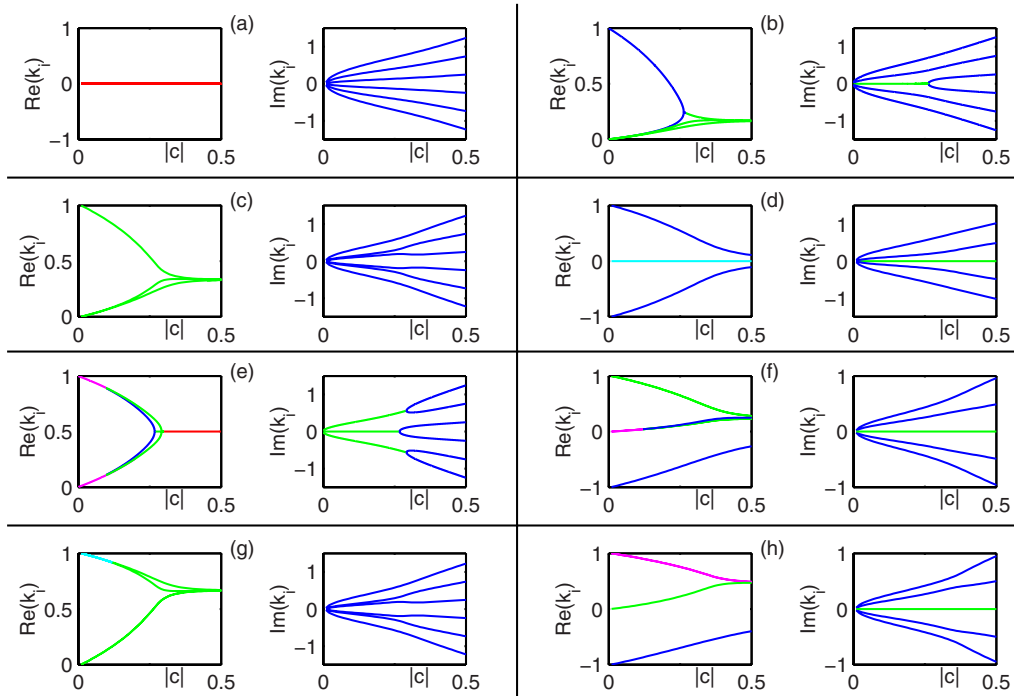 (a)
Re(k_i)
1
0
−1
0 |c| 0.5
Im(k_i)
1
0
−1
0 |c| 0.5
(b)
Re(k_i)
1
0.5
0
0 |c| 0.5
Im(k_i)
1
0
−1
0 |c| 0.5
(c)
Re(k_i)
1
0.5
0
0 |c| 0.5
Im(k_i)
1
0
−1
0 |c| 0.5
(d)
Re(k_i)
1
0
−1
0 |c| 0.5
Im(k_i)
1
0
−1
0 |c| 0.5
(e)
Re(k_i)
1
0.5
0
0 |c| 0.5
Im(k_i)
1
0
−1
0 |c| 0.5
(f)
Re(k_i)
1
0
−1
0 |c| 0.5
Im(k_i)
1
0
−1
0 |c| 0.5
(g)
Re(k_i)
1
0.5
0
0 |c| 0.5
Im(k_i)
1
0
−1
0 |c| 0.5
(h)
Re(k_i)
1
0
−1
0 |c| 0.5
Im(k_i)
1
0
−1
0 |c| 0.5